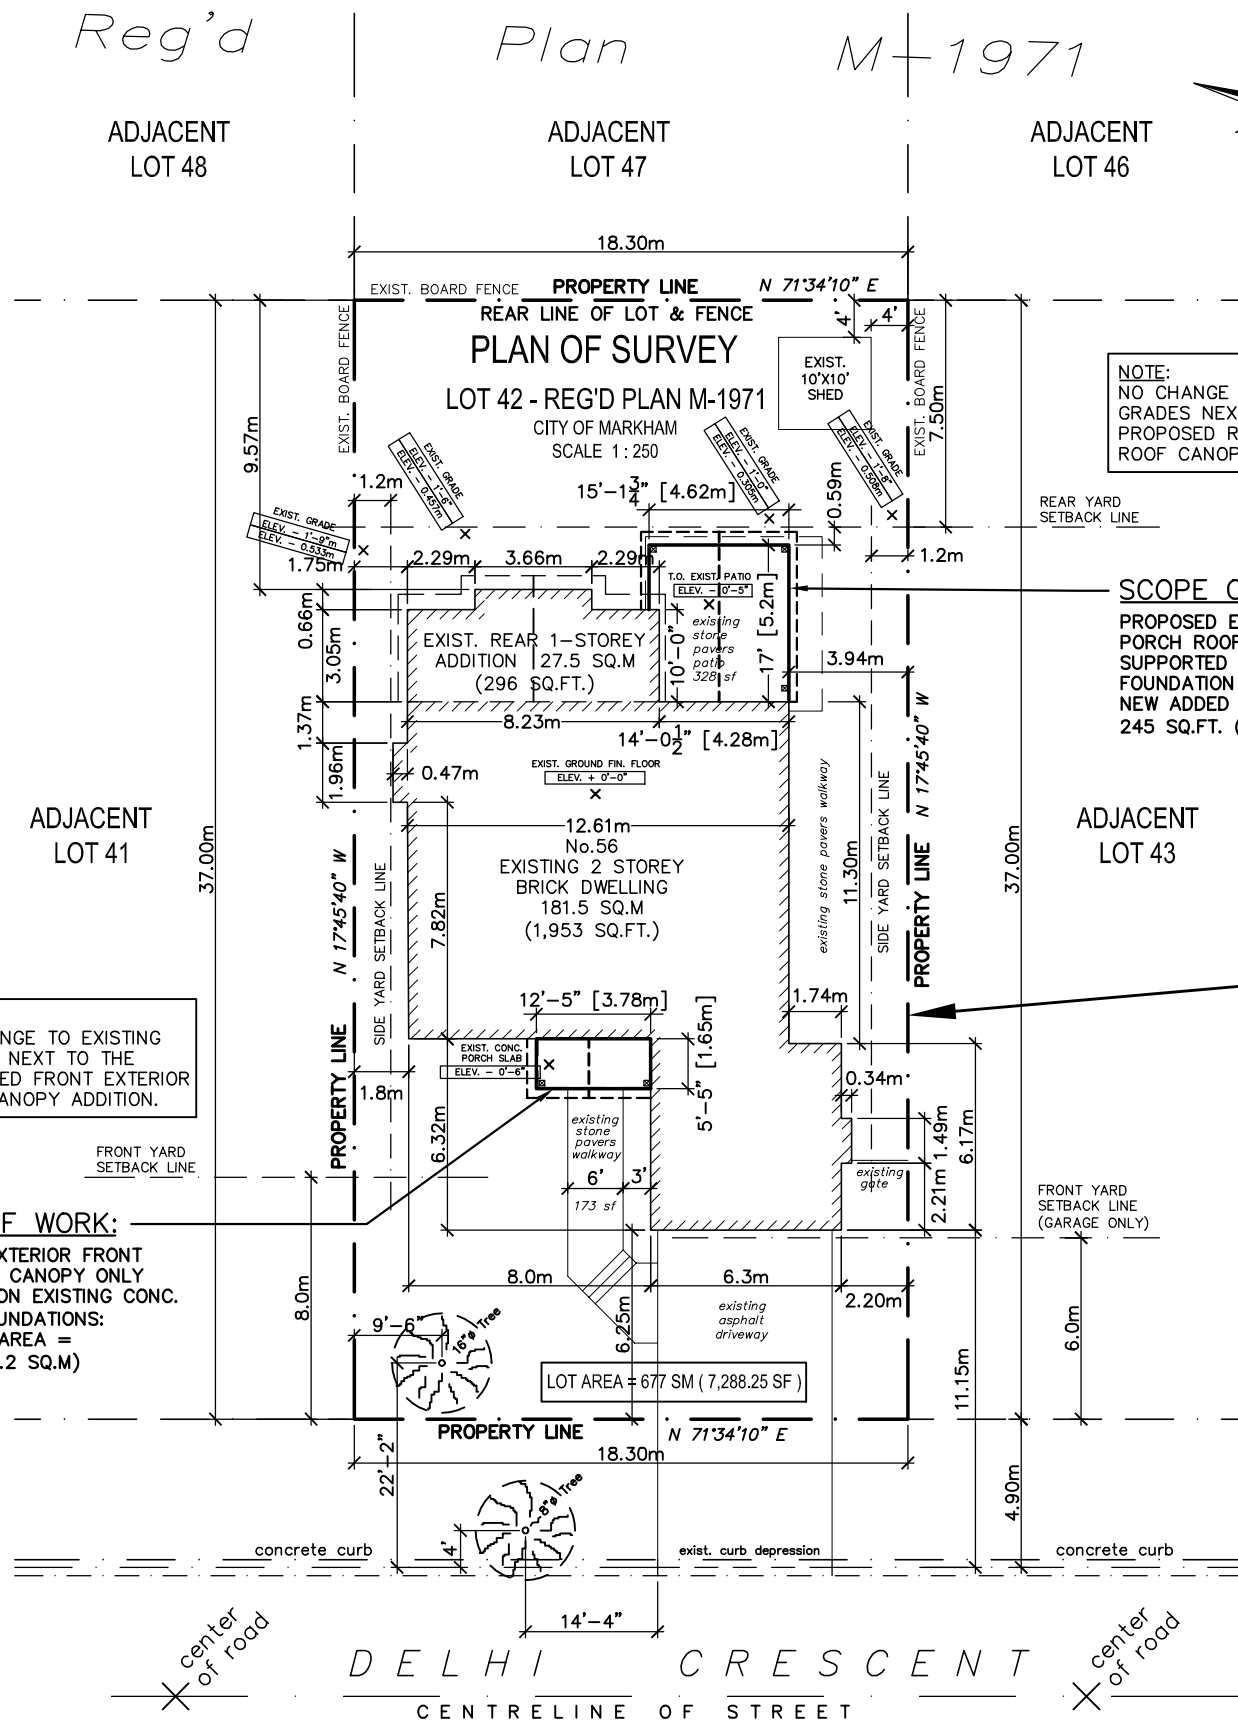 Reg'd Plan M-1971
ADJACENT
LOT 48
ADJACENT
LOT 47
ADJACENT
LOT 46
18.30m
EXIST. BOARD FENCE
PROPERTY LINE
N 71°34'10" E
REAR LINE OF LOT & FENCE
PLAN OF SURVEY
LOT 42 - REG'D PLAN M-1971
CITY OF MARKHAM
SCALE 1 : 250
EXIST. BOARD FENCE
EXIST. BOARD FENCE
4'
4'
EXIST.
10'X10'
SHED
7.50m
9.57m
NOTE:
NO CHANGE
GRADES NEX
PROPOSED R
ROOF CANOP
EXIST. GRADE
ELEV. - 1'-6"
ELEV. - 0.457m
EXIST. GRADE
ELEV. - 1'-0"
ELEV. - 0.305m
EXIST. GRADE
ELEV. - 1'-8"
ELEV. - 0.508m
EXIST. GRADE
ELEV. - 1'-9"m
ELEV. - 0.533m
1.2m
15'-1 3/4" [4.62m]
0.59m
REAR YARD
SETBACK LINE
1.2m
1.75m
2.29m
3.66m
2.29m
T.O. EXIST. PATIO
ELEV. - 0'-5"
existing
stone
pavers
patio
328 sf
17' [5.2m]
10'-0"
0.66m
3.05m
EXIST. REAR 1-STOREY
ADDITION 27.5 SQ.M
(296 SQ.FT.)
3.94m
SCOPE O
PROPOSED E
PORCH ROOF
SUPPORTED
FOUNDATION
NEW ADDED
245 SQ.FT. (
8.23m
14'-0 1/2" [4.28m]
1.37m
1.96m
0.47m
EXIST. GROUND FIN. FLOOR
ELEV. + 0'-0"
existing stone pavers walkway
SIDE YARD SETBACK LINE
PROPERTY LINE N 17°45'40" W
ADJACENT
LOT 41
ADJACENT
LOT 43
37.00m
37.00m
12.61m
No.56
EXISTING 2 STOREY
BRICK DWELLING
181.5 SQ.M
(1,953 SQ.FT.)
7.82m
11.30m
PROPERTY LINE N 17°45'40" W
SIDE YARD SETBACK LINE
12'-5" [3.78m]
5'-5" [1.65m]
1.74m
NGE TO EXISTING
NEXT TO THE
ED FRONT EXTERIOR
ANOPY ADDITION.
EXIST. CONC.
PORCH SLAB
ELEV. - 0'-6"
1.8m
6.32m
0.34m
1.49m
6.17m
2.21m
existing
stone
pavers
walkway
6'
3'
173 sf
existing
gate
FRONT YARD
SETBACK LINE
FRONT YARD
SETBACK LINE
(GARAGE ONLY)
F WORK:
XTERIOR FRONT
CANOPY ONLY
ON EXISTING CONC.
UNDATIONS:
AREA =
.2 SQ.M)
8.0m
8.0m
6.3m
2.20m
6.25m
existing
asphalt
driveway
6.0m
11.15m
9'-6"
16"ø Tree
LOT AREA = 677 SM ( 7,288.25 SF )
PROPERTY LINE
N 71°34'10" E
18.30m
22'-2"
8"ø Tree
4'
4.90m
concrete curb
exist. curb depression
concrete curb
14'-4"
center
of road
center
of road
DELHI CRESCENT
CENTRELINE OF STREET